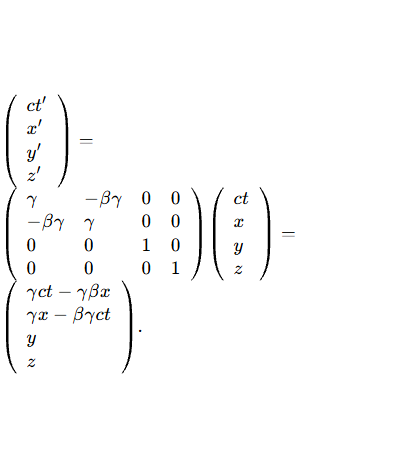 ct′
x′
y′
z′
=
γ −βγ 0 0
−βγ γ 0 0
0 0 1 0
0 0 0 1
ct
x
y
z
=
γct − γβx
γx − βγct
y
z
.